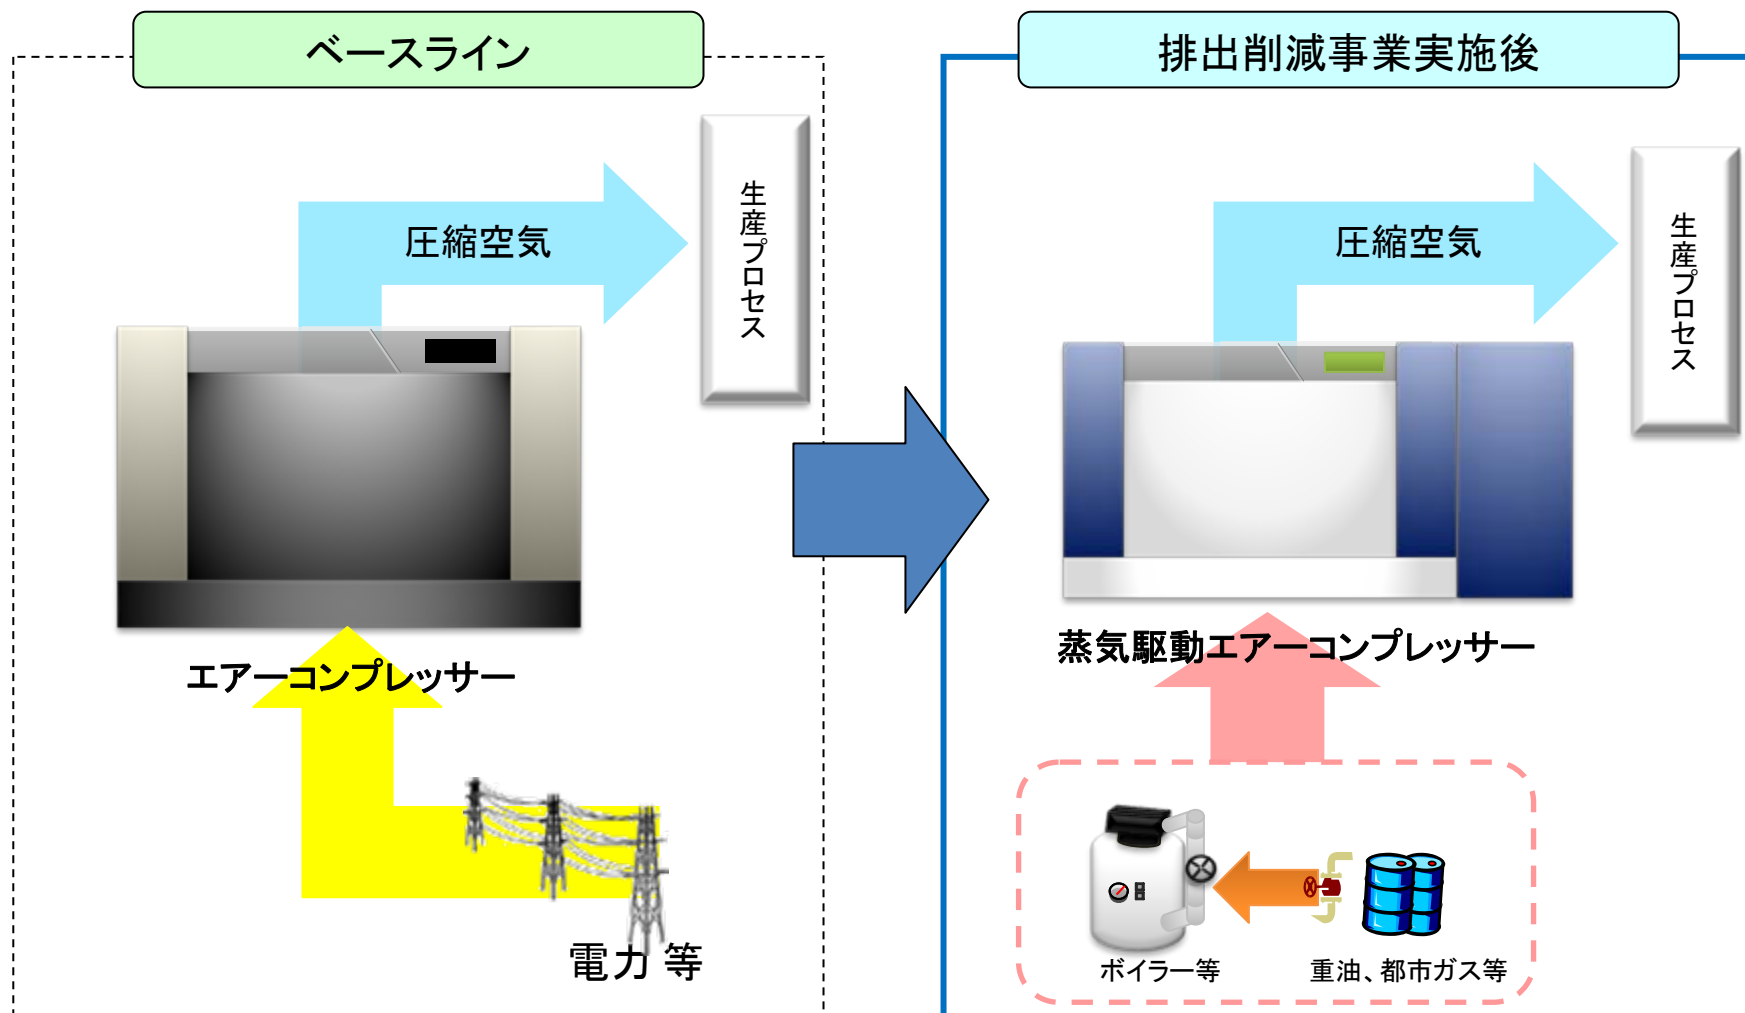 ベースライン
生産プロセス
圧縮空気
エアーコンプレッサー
電力 等
排出削減事業実施後
生産プロセス
圧縮空気
蒸気駆動エアーコンプレッサー
ボイラー等
重油、都市ガス等